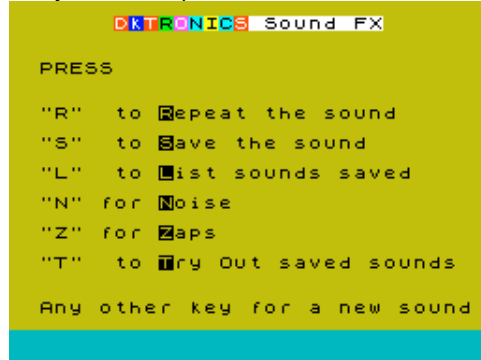 DKTRONICS Sound FX
PRESS
"R" to Repeat the sound
"S" to Save the sound
"L" to List sounds saved
"N" for Noise
"Z" for Zaps
"T" to Try Out saved sounds
Any other key for a new sound